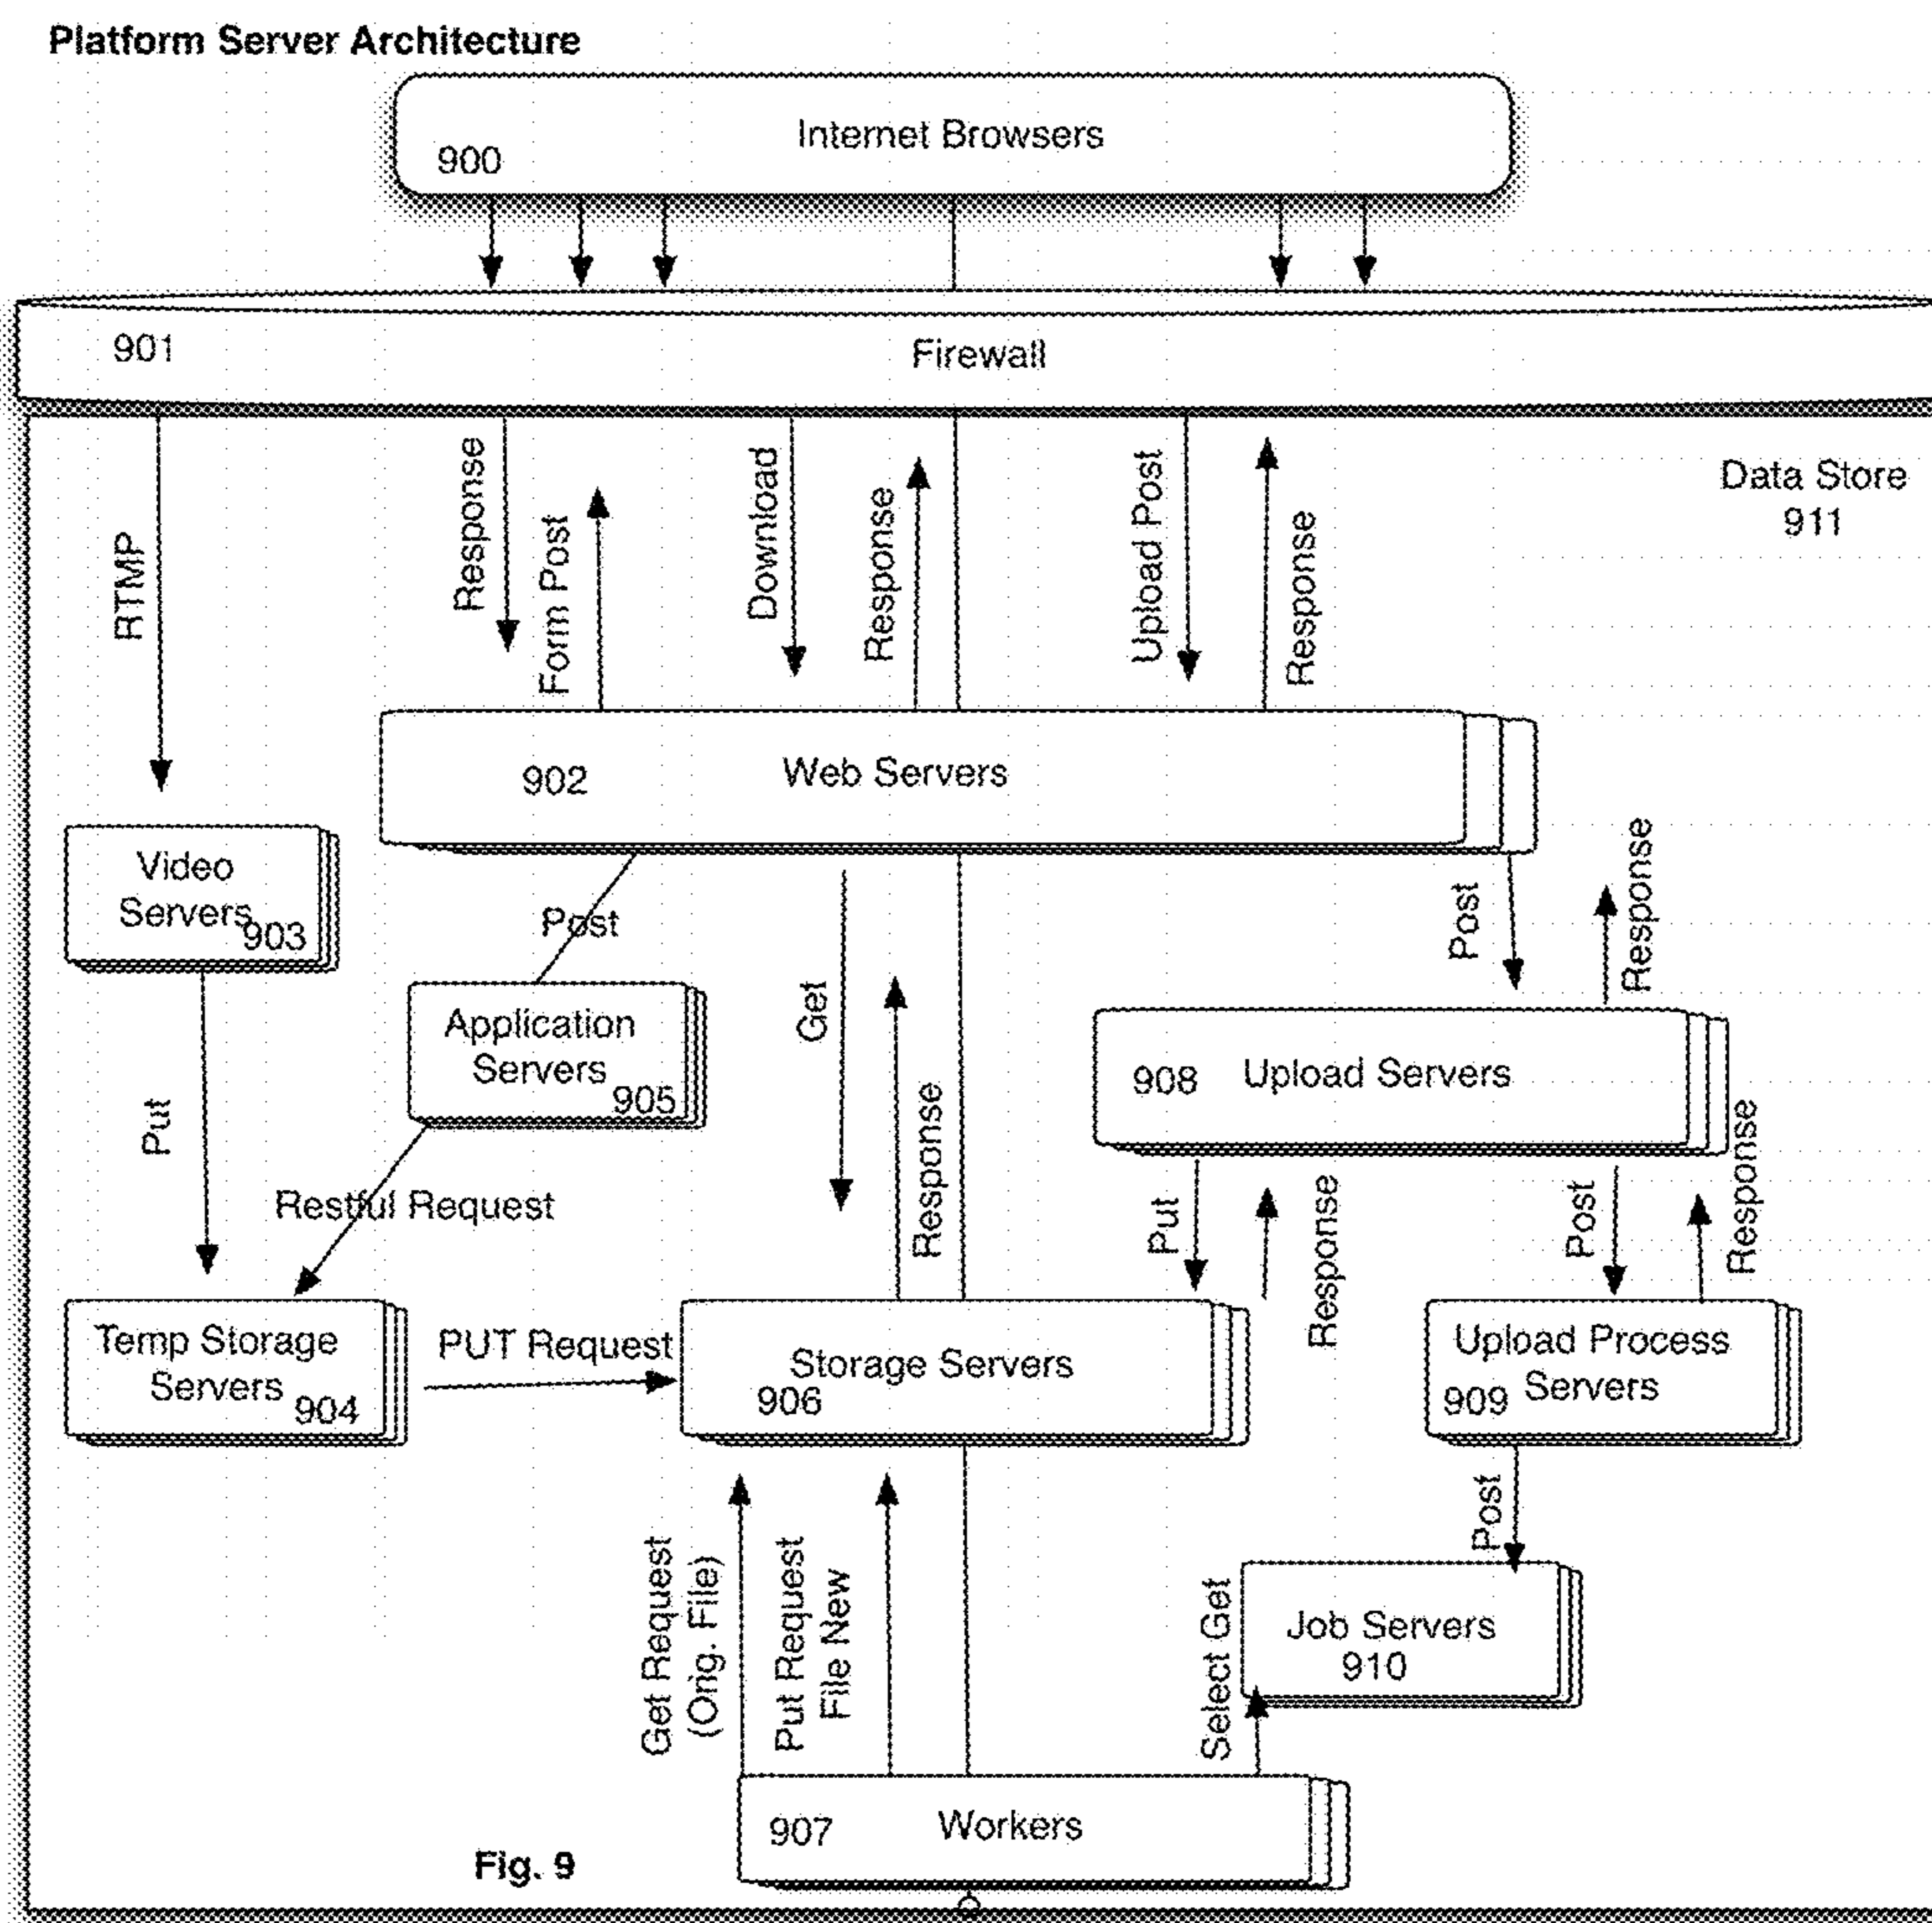 Platform Server Architecture
Internet Browsers
900
901
Firewall
Data Store
911
RTMP
Response
Form Post
Download
Response
Upload Post
Response
902
Web Servers
Video
Servers
903
Post
Application
Servers
905
Get
Response
Post
Response
908
Upload Servers
Put
Restful Request
Put
Response
Post
Response
Temp Storage
Servers
904
PUT Request
Storage Servers
906
Upload Process
Servers
909
Post
Get Request
(Orig. File)
Put Request
File New
Select Get
Job Servers
910
907
Workers
Fig. 9